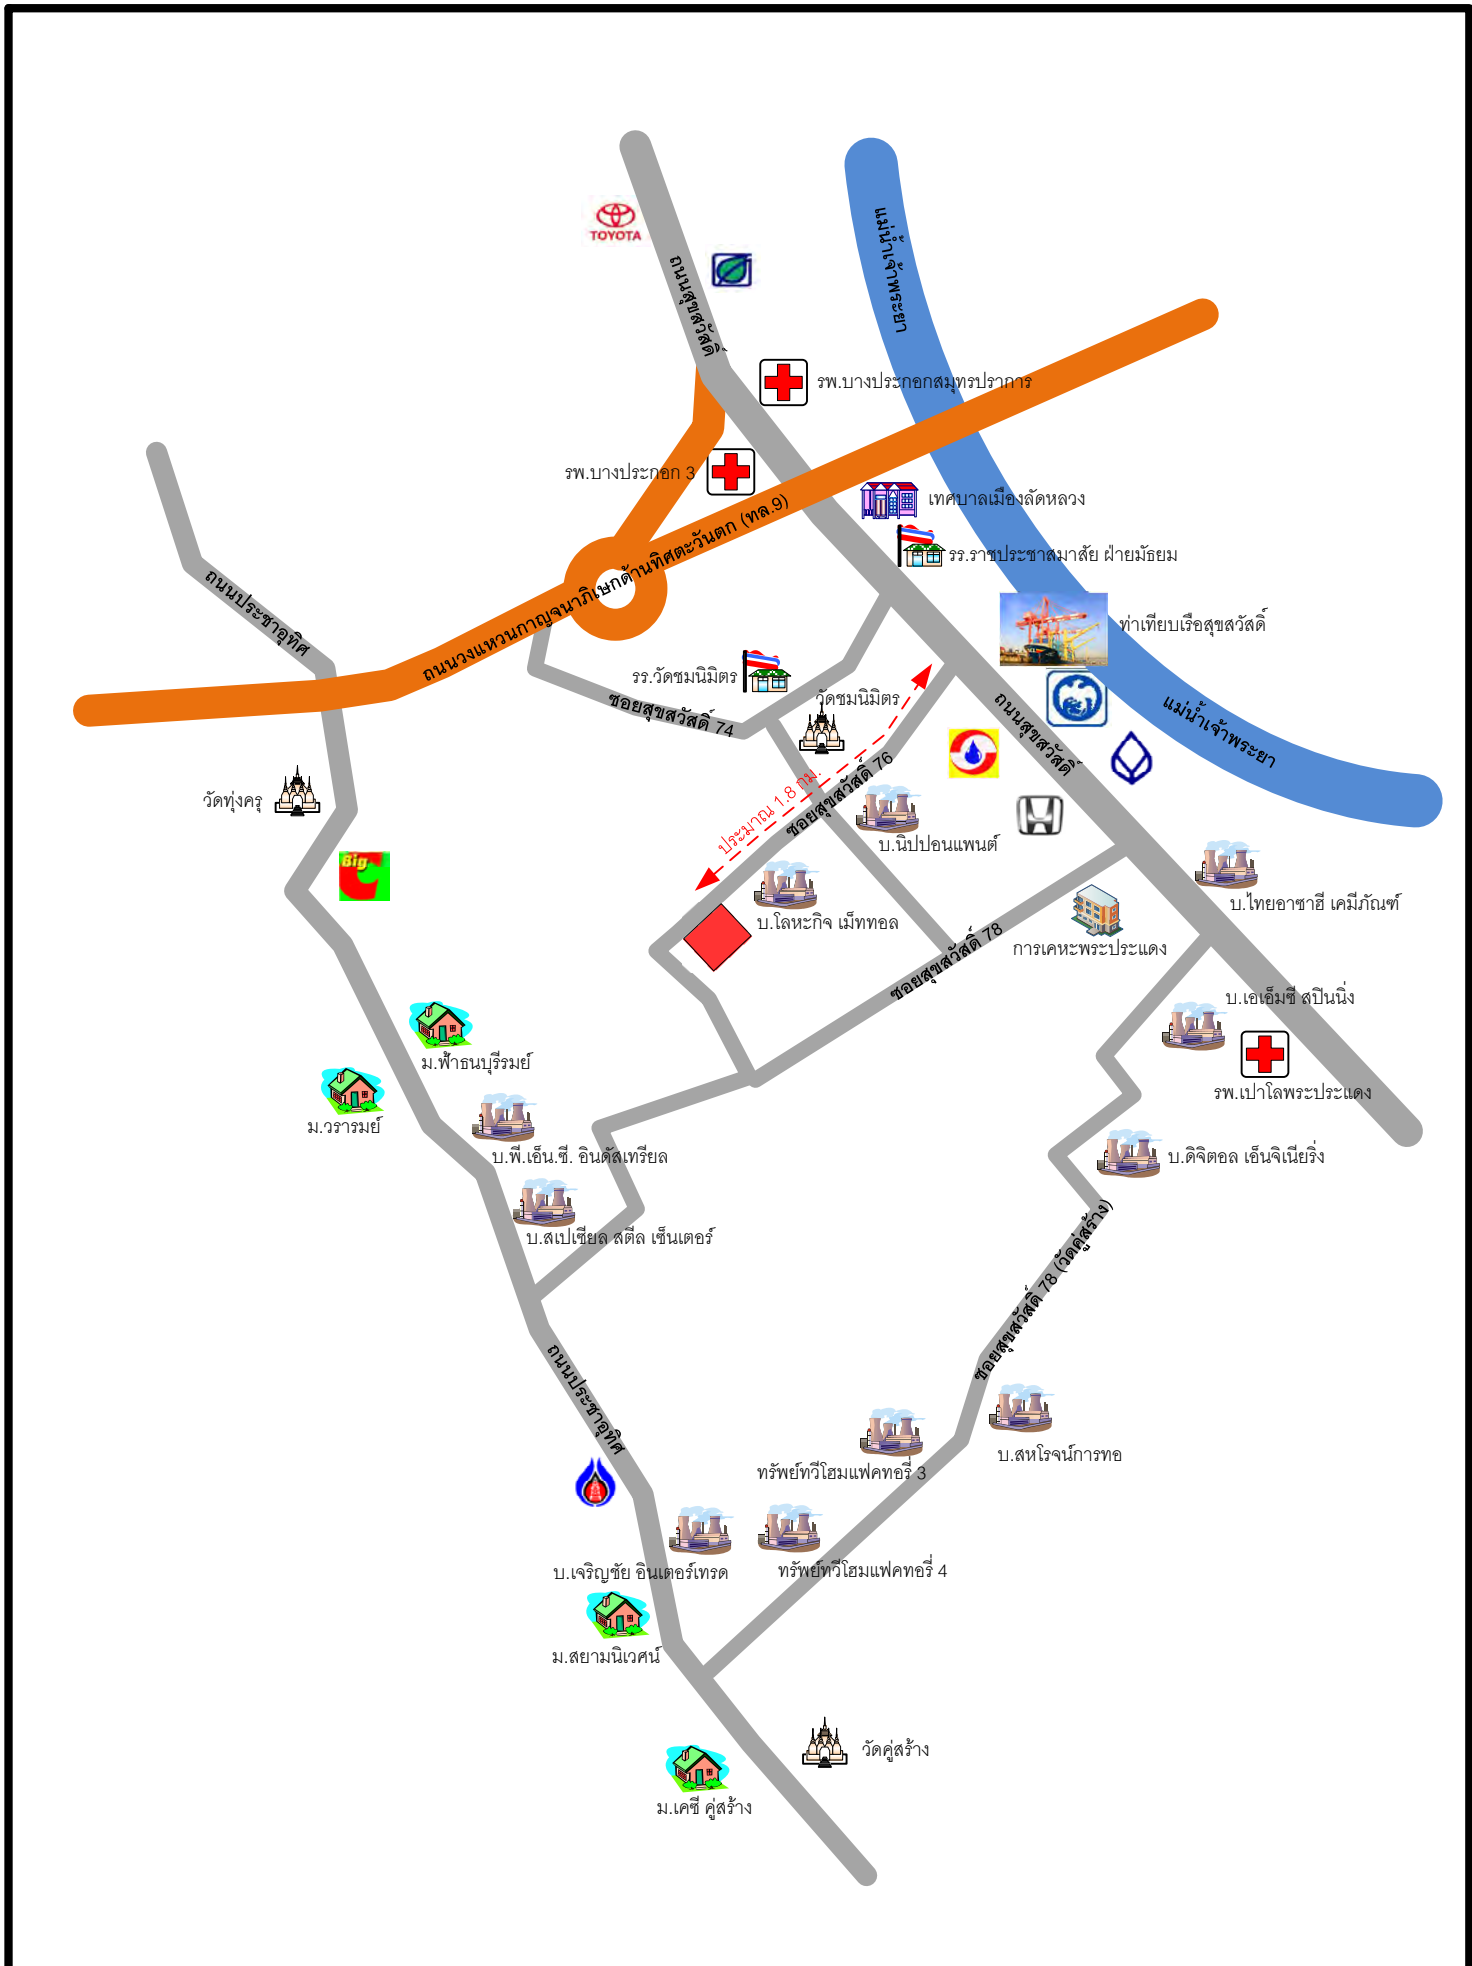 TOYOTA
ถนนสุขสวัสดิ์
แม่น้ำเจ้าพระยา
รพ.บางประกอกสมุทรปราการ
รพ.บางประกอก 3
ถนนวงแหวนกาญจนาภิเษกด้านทิศตะวันตก (ทล.9)
เทศบาลเมืองลัดหลวง
รร.ราชประชาสมาสัย ฝ่ายมัธยม
ถนนประชาอุทิศ
ท่าเทียบเรือสุขสวัสดิ์
รร.วัดชมนิมิตร
วัดชมนิมิตร
ซอยสุขสวัสดิ์ 74
ถนนสุขสวัสดิ์
แม่น้ำเจ้าพระยา
ประมาณ 1.8 กม.
ซอยสุขสวัสดิ์ 76
วัดทุ่งครุ
บ.นิปปอนแพนต์
Big
บ.ไทยอาซาฮี เคมีภัณฑ์
บ.โลหะกิจ เม็ททอล
การเคหะพระประแดง
ซอยสุขสวัสดิ์ 78
บ.เอเอ็มซี สปินนิ่ง
ม.ฟ้าธนบุรีรมย์
รพ.เปาโลพระประแดง
ม.วรารมย์
บ.พี.เอ็น.ซี. อินดัสเทรียล
บ.ดิจิตอล เอ็นจิเนียริ่ง
บ.สเปเซียล สตีล เซ็นเตอร์
ซอยสุขสวัสดิ์ 78 (วัดคู่สร้าง)
ถนนประชาอุทิศ
บ.สหโรจน์การทอ
ทรัพย์ทวีโฮมแฟคทอรี่ 3
บ.เจริญชัย อินเตอร์เทรด
ทรัพย์ทวีโฮมแฟคทอรี่ 4
ม.สยามนิเวศน์
วัดคู่สร้าง
ม.เคซี คู่สร้าง